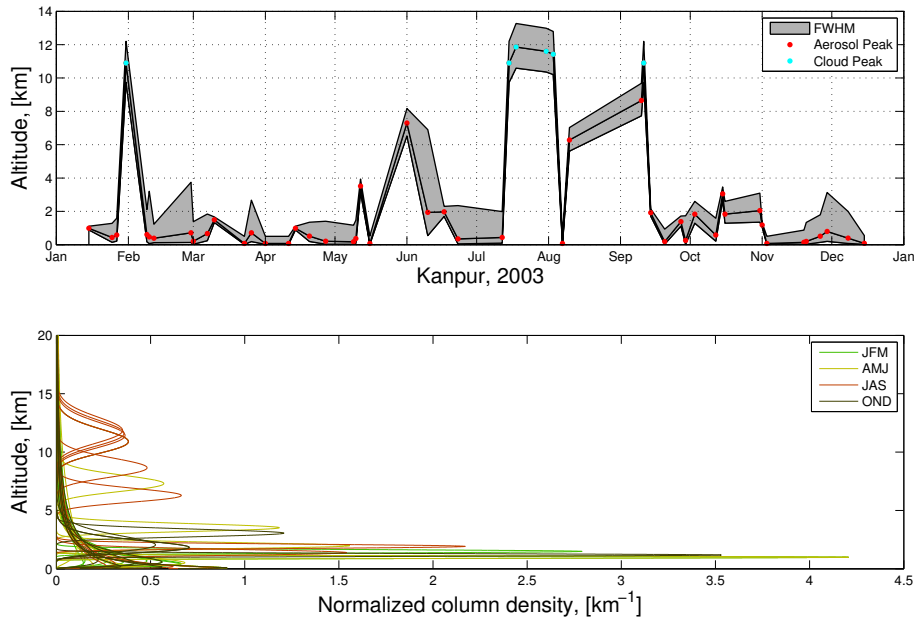 14
12
10
8
6
4
2
0
Altitude, [km]
FWHM
Aerosol Peak
Cloud Peak
Jan Feb Mar Apr May Jun Jul Aug Sep Oct Nov Dec Jan
Kanpur, 2003
20
15
10
5
0
Altitude, [km]
JFM
AMJ
JAS
OND
0 0.5 1 1.5 2 2.5 3 3.5 4 4.5
Normalized column density, [km−1]